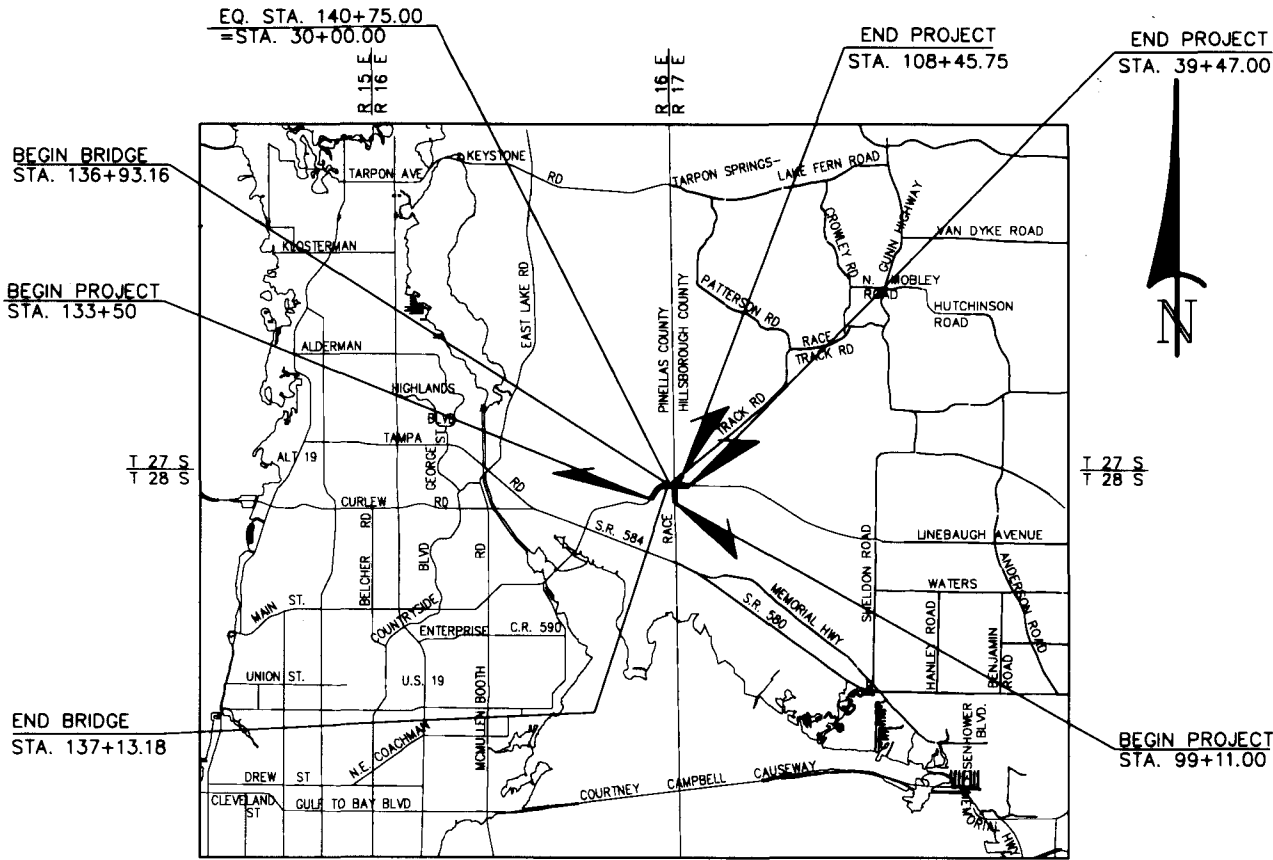 EQ. STA. 140+75.00
=STA. 30+00.00
R 15 E
R 16 E
R 16 E
R 17 E
END PROJECT
STA. 108+45.75
END PROJECT
STA. 39+47.00
BEGIN BRIDGE
STA. 136+93.16
BEGIN PROJECT
STA. 133+50
T 27 S
T 28 S
T 27 S
T 28 S
END BRIDGE
STA. 137+13.18
BEGIN PROJECT
STA. 99+11.00
N
KEYSTONE
RD
TARPON AVE
TARPON SPRINGS-
LAKE FERN ROAD
KLOSTERMAN
EAST LAKE RD
CROWLEY RD
GUNN HIGHWAY
VAN DYKE ROAD
N. MOBLEY
ROAD
HUTCHINSON
ROAD
PATTERSON RD
RACE
TRACK RD
PINELLAS COUNTY
HILLSBOROUGH COUNTY
ALDERMAN
HIGHLANDS
BLVD
TRACK RD
TAMPA
RD
ALT 19
GEORGE ST
CURLEW
RD
S.R. 584
RACE
LINEBAUGH AVENUE
BELCHER RD
BLVD
RD
SHELDON ROAD
ANDERSON ROAD
WATERS
MEMORIAL HWY
S.R. 580
HANLEY ROAD
BENJAMIN
ROAD
MAIN ST.
COUNTRYSIDE
ENTERPRISE
C.R. 590
UNION ST.
U.S. 19
MCMULLEN BOOTH
N.E. COACHMAN
DREW ST
CLEVELAND
ST
GULF TO BAY BLVD
COURTNEY CAMPBELL CAUSEWAY
BLVD.